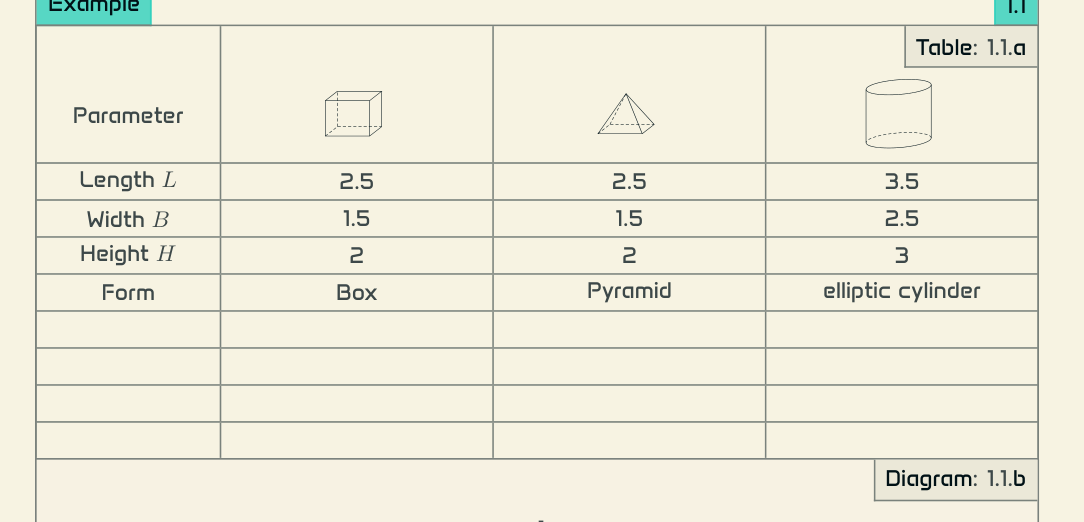 Example
1.1
Table: 1.1.a
Parameter
Length L 2.5 2.5 3.5
Width B 1.5 1.5 2.5
Height H 2 2 3
Form Box Pyramid elliptic cylinder
Diagram: 1.1.b